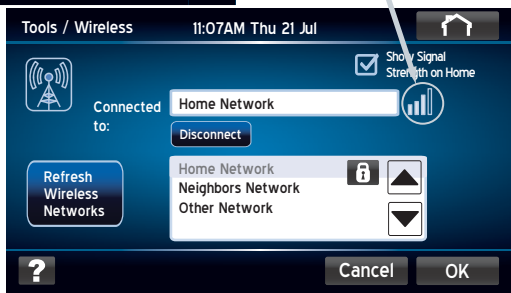 Tools / Wireless
11:07AM Thu 21 Jul
Show Signal
Strength on Home
Connected
to:
Home Network
Disconnect
Refresh
Wireless
Networks
Home Network
Neighbors Network
Other Network
?
Cancel
OK